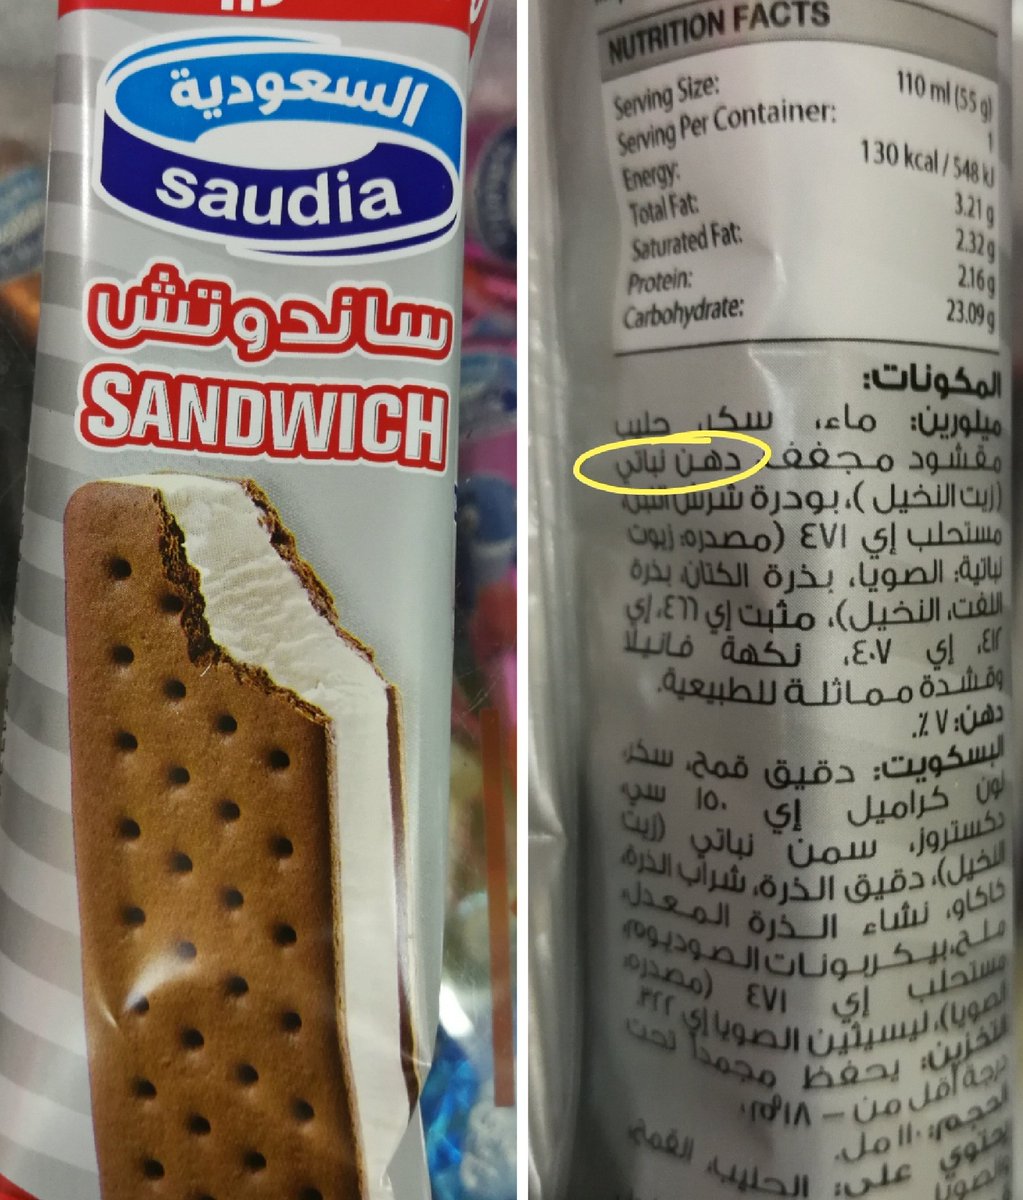 السعودية
saudia
ساندوتش
SANDWICH
NUTRITION FACTS
Serving Size: 110 ml (55 g)
Serving Per Container: 1
Energy: 130 kcal / 548 kJ
Total Fat: 3.21 g
Saturated Fat: 2.32 g
Protein: 2.16 g
Carbohydrate: 23.09 g
المكونات:
ميلورين: ماء، سكر، حليب
مقشود مجفف، دهن نباتي
(زيت النخيل)، بودرة شرش اللبن،
مستحلب إي ٤٧١ (مصدره: زيوت
نباتية: الصويا، بذرة الكتان، بذرة
اللفت، النخيل)، مثبت إي ٤٦٦، إي
٤١٢، إي ٤٠٧، نكهة فانيلا
وقشدة مماثلة للطبيعية.
دهن: ٧٪.
البسكويت: دقيق قمح، سكر،
لون كراميل إي ١٥٠ سي،
دكستروز، سمن نباتي (زيت
النخيل)، دقيق الذرة، شراب الذرة،
كاكاو، نشاء الذرة المعدل،
ملح، بيكربونات الصوديوم،
مستحلب إي ٤٧١ (مصدره:
الصويا)، ليسيثين الصويا إي ٣٢٢.
التخزين: يحفظ مجمداً تحت
درجة أقل من – ١٨°م.
الحجم: ١١٠ مل.
يحتوي على: الحليب، القمح،
والصويا